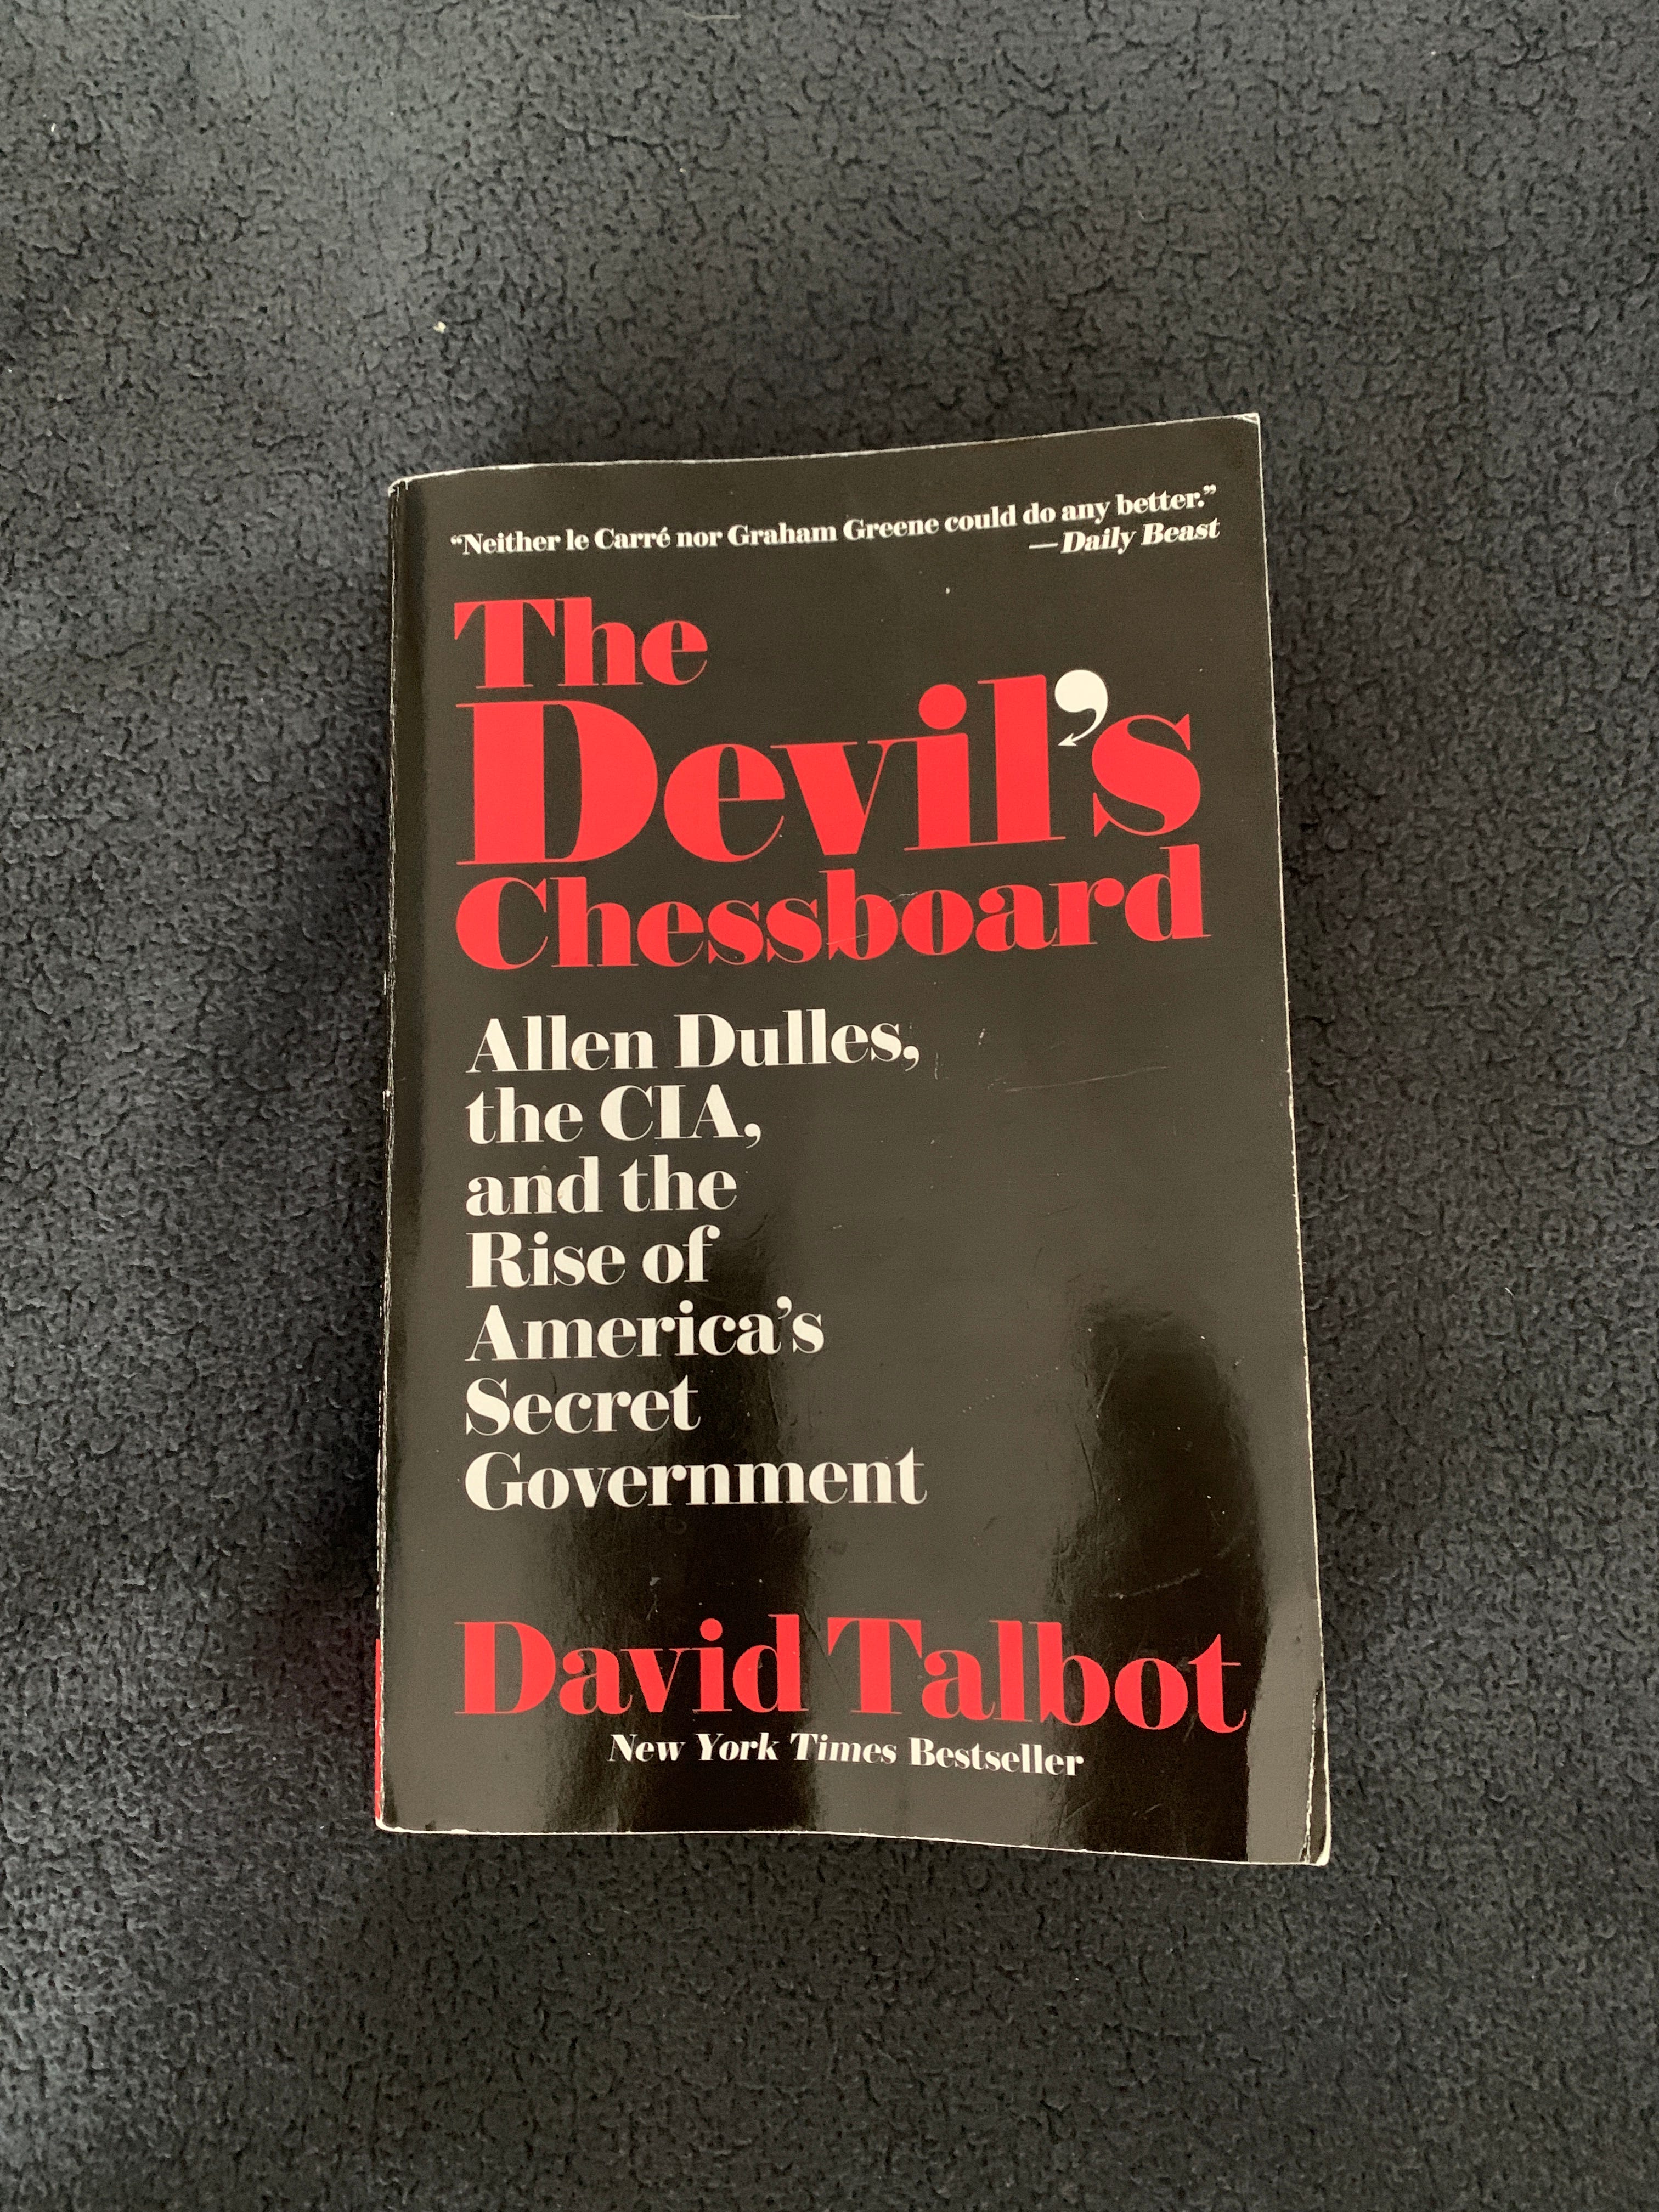 “Neither le Carré nor Graham Greene could do any better.”
—Daily Beast
The
Devil’s
Chessboard
Allen Dulles,
the CIA,
and the
Rise of
America’s
Secret
Government
David Talbot
New York Times Bestseller